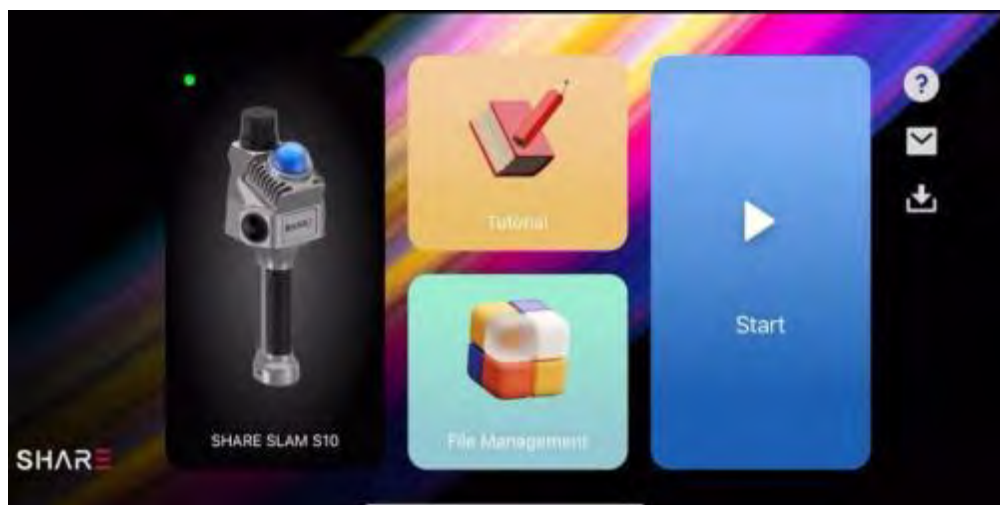 Tutorial
Start
SHARE SLAM S10
File Management
SHARE